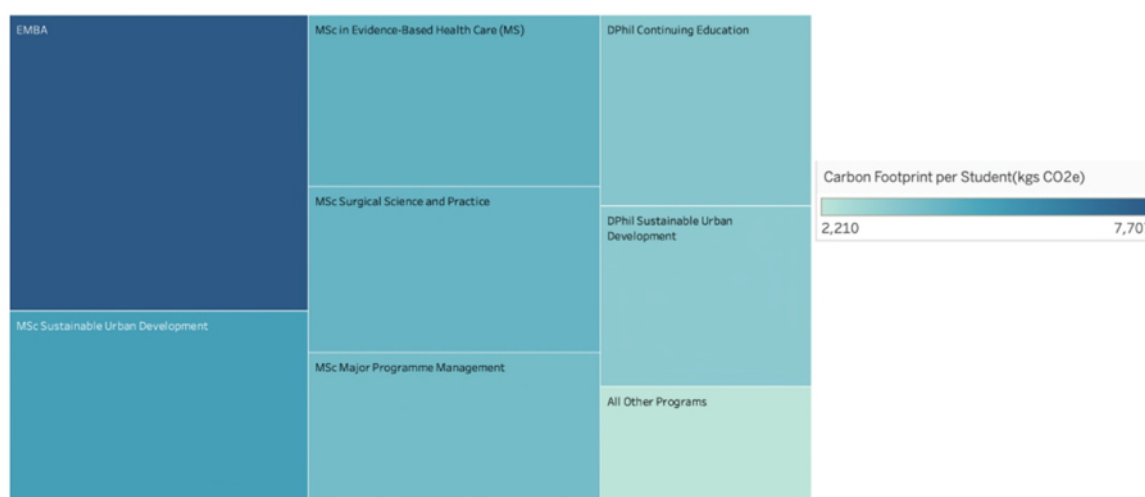 EMBA
MSc in Evidence-Based Health Care (MS)
DPhil Continuing Education
Carbon Footprint per Student(kgs CO2e)
2,210
7,707
MSc Surgical Science and Practice
DPhil Sustainable Urban
Development
MSc Sustainable Urban Development
MSc Major Programme Management
All Other Programs